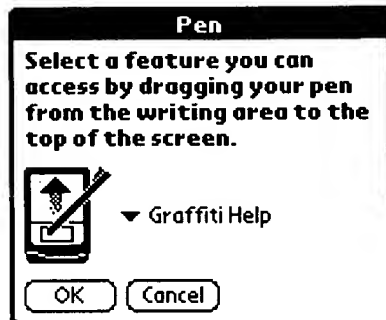 Pen
Select a feature you can
access by dragging your pen
from the writing area to the
top of the screen.
Graffiti Help
OK Cancel